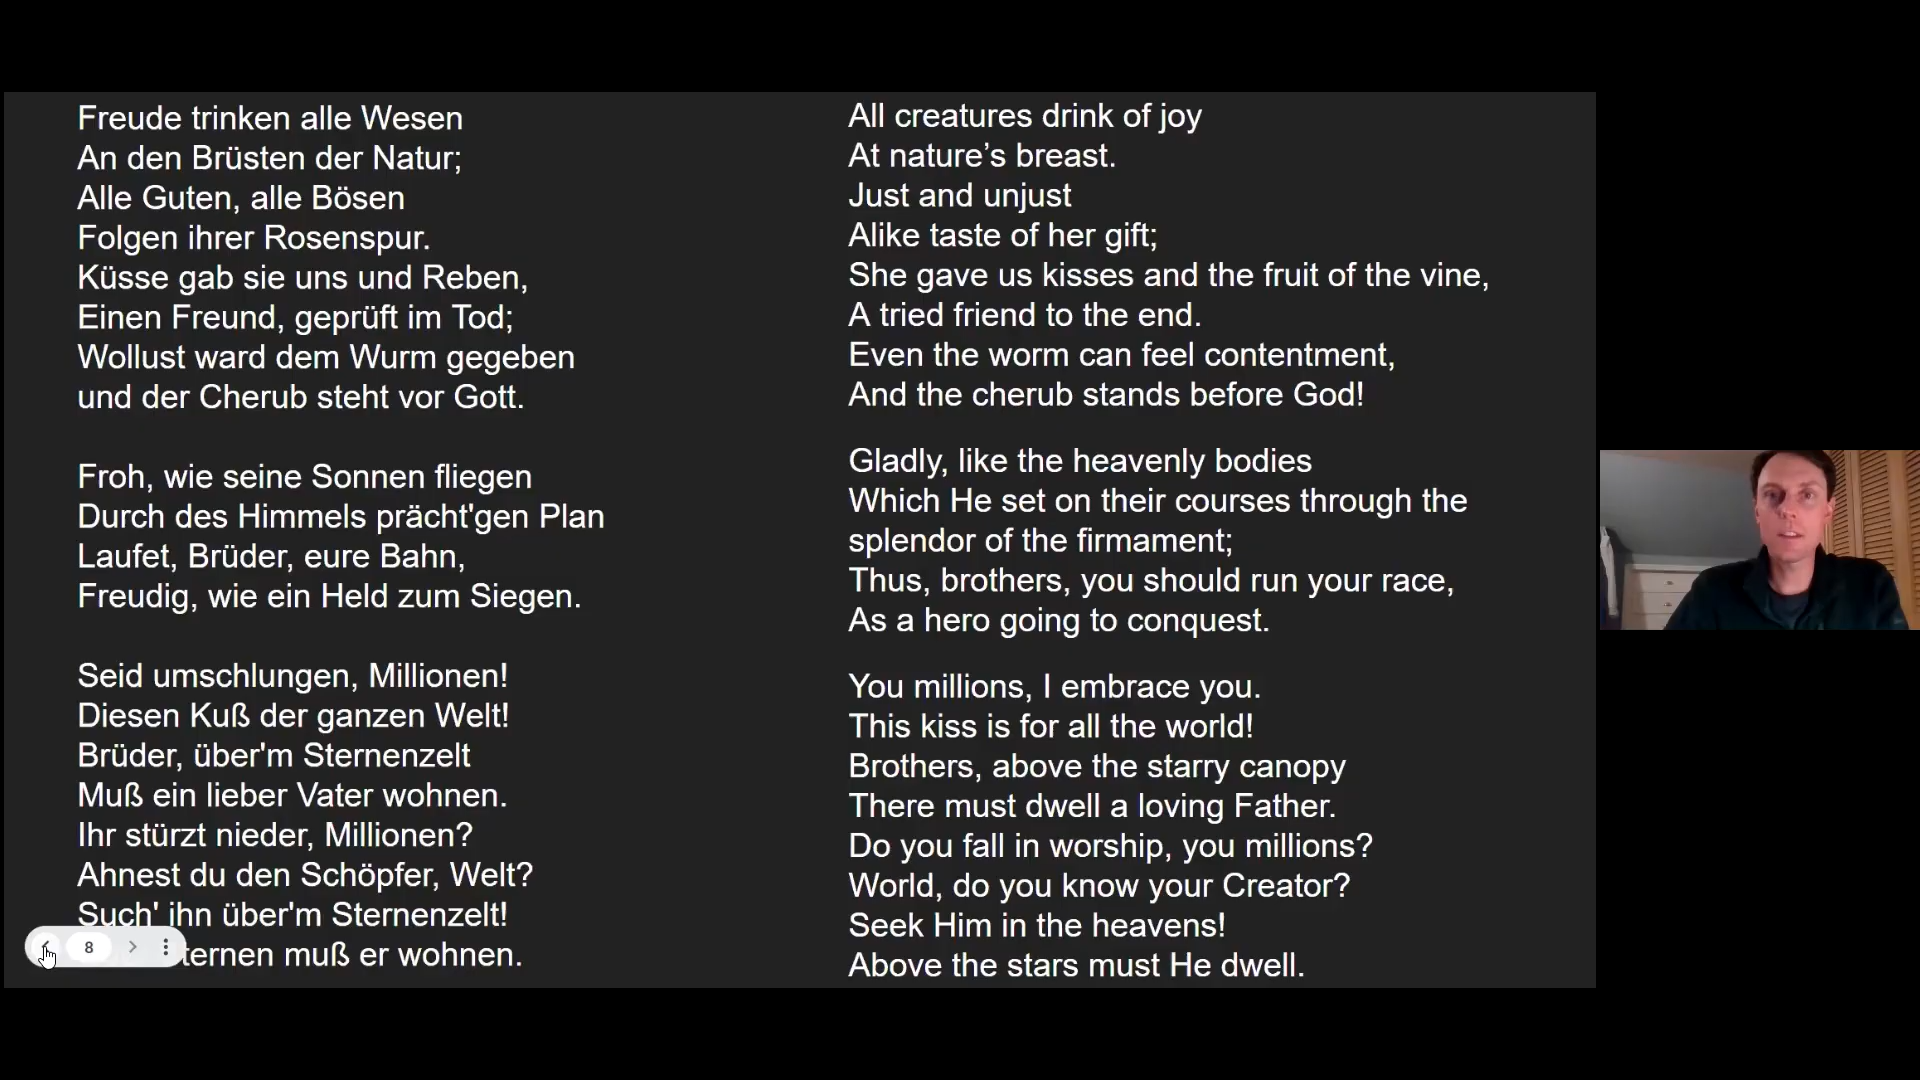 Freude trinken alle Wesen
An den Brüsten der Natur;
Alle Guten, alle Bösen
Folgen ihrer Rosenspur.
Küsse gab sie uns und Reben,
Einen Freund, geprüft im Tod;
Wollust ward dem Wurm gegeben
und der Cherub steht vor Gott.
Froh, wie seine Sonnen fliegen
Durch des Himmels prächt'gen Plan
Laufet, Brüder, eure Bahn,
Freudig, wie ein Held zum Siegen.
Seid umschlungen, Millionen!
Diesen Kuß der ganzen Welt!
Brüder, über'm Sternenzelt
Muß ein lieber Vater wohnen.
Ihr stürzt nieder, Millionen?
Ahnest du den Schöpfer, Welt?
Such' ihn über'm Sternenzelt!
muß er wohnen.
8
All creatures drink of joy
At nature’s breast.
Just and unjust
Alike taste of her gift;
She gave us kisses and the fruit of the vine,
A tried friend to the end.
Even the worm can feel contentment,
And the cherub stands before God!
Gladly, like the heavenly bodies
Which He set on their courses through the
splendor of the firmament;
Thus, brothers, you should run your race,
As a hero going to conquest.
You millions, I embrace you.
This kiss is for all the world!
Brothers, above the starry canopy
There must dwell a loving Father.
Do you fall in worship, you millions?
World, do you know your Creator?
Seek Him in the heavens!
Above the stars must He dwell.